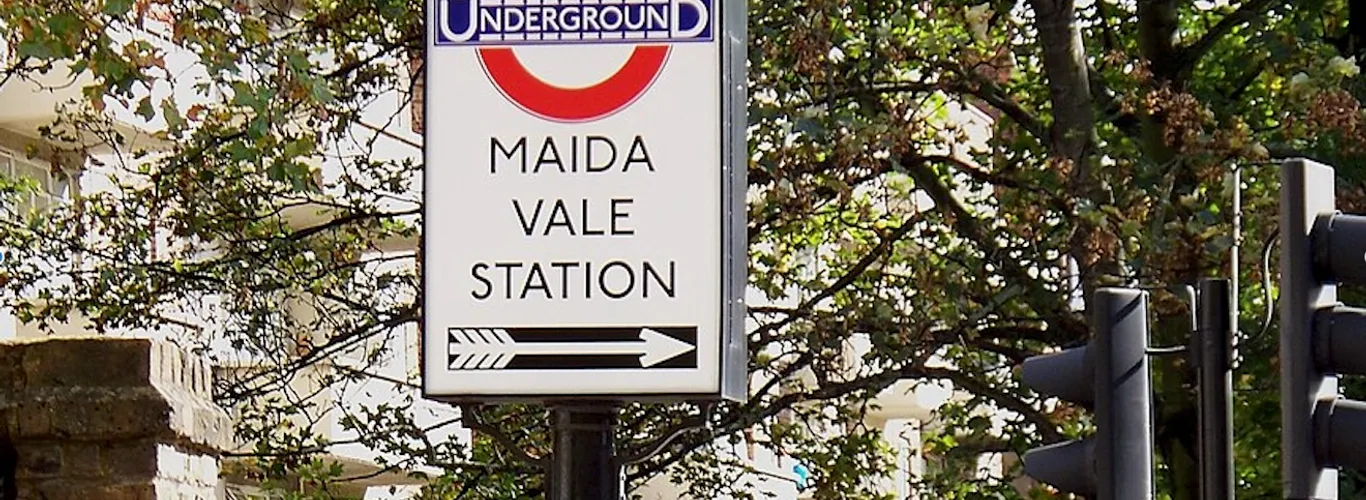 UNDERGROUND
MAIDA
VALE
STATION